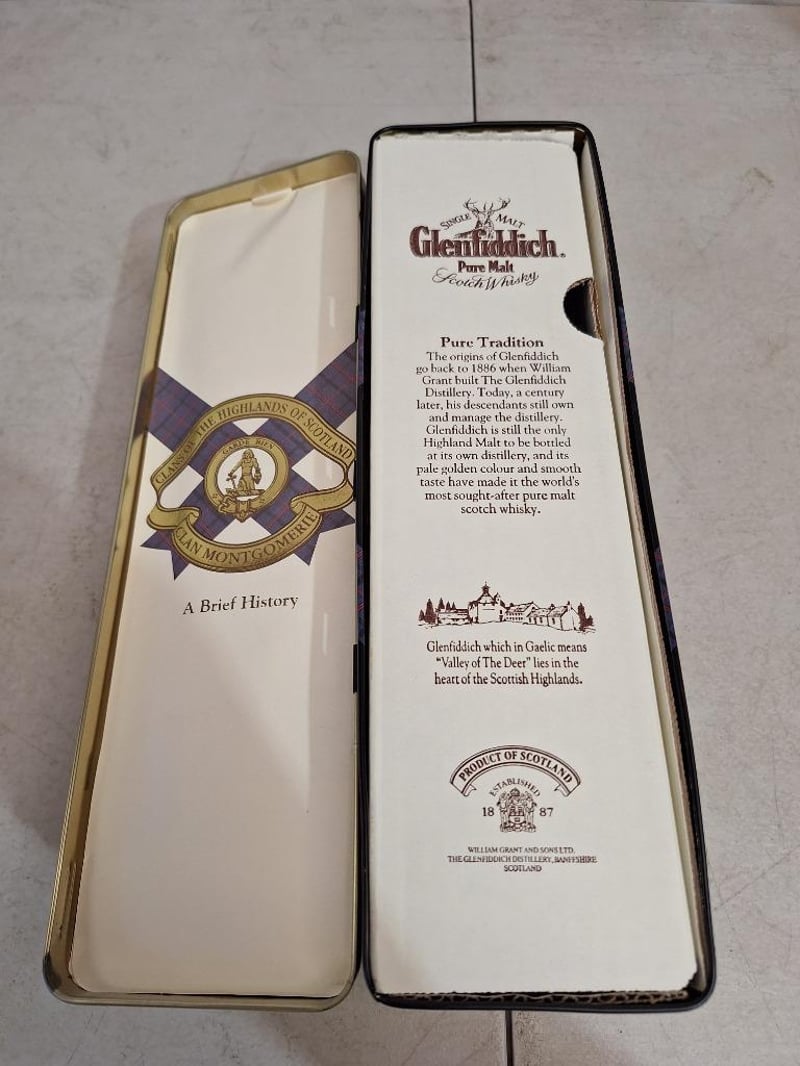 CLANS OF THE HIGHLANDS OF SCOTLAND
GARDE BIEN
CLAN MONTGOMERIE
A Brief History
SINGLE MALT
Glenfiddich.
Pure Malt
Scotch Whisky
Pure Tradition
The origins of Glenfiddich
go back to 1886 when William
Grant built The Glenfiddich
Distillery. Today, a century
later, his descendants still own
and manage the distillery.
Glenfiddich is still the only
Highland Malt to be bottled
at its own distillery, and its
pale golden colour and smooth
taste have made it the world's
most sought-after pure malt
scotch whisky.
Glenfiddich which in Gaelic means
"Valley of The Deer" lies in the
heart of the Scottish Highlands.
PRODUCT OF SCOTLAND
ESTABLISHED
18 87
WILLIAM GRANT AND SONS LTD.
THE GLENFIDDICH DISTILLERY, BANFFSHIRE
SCOTLAND